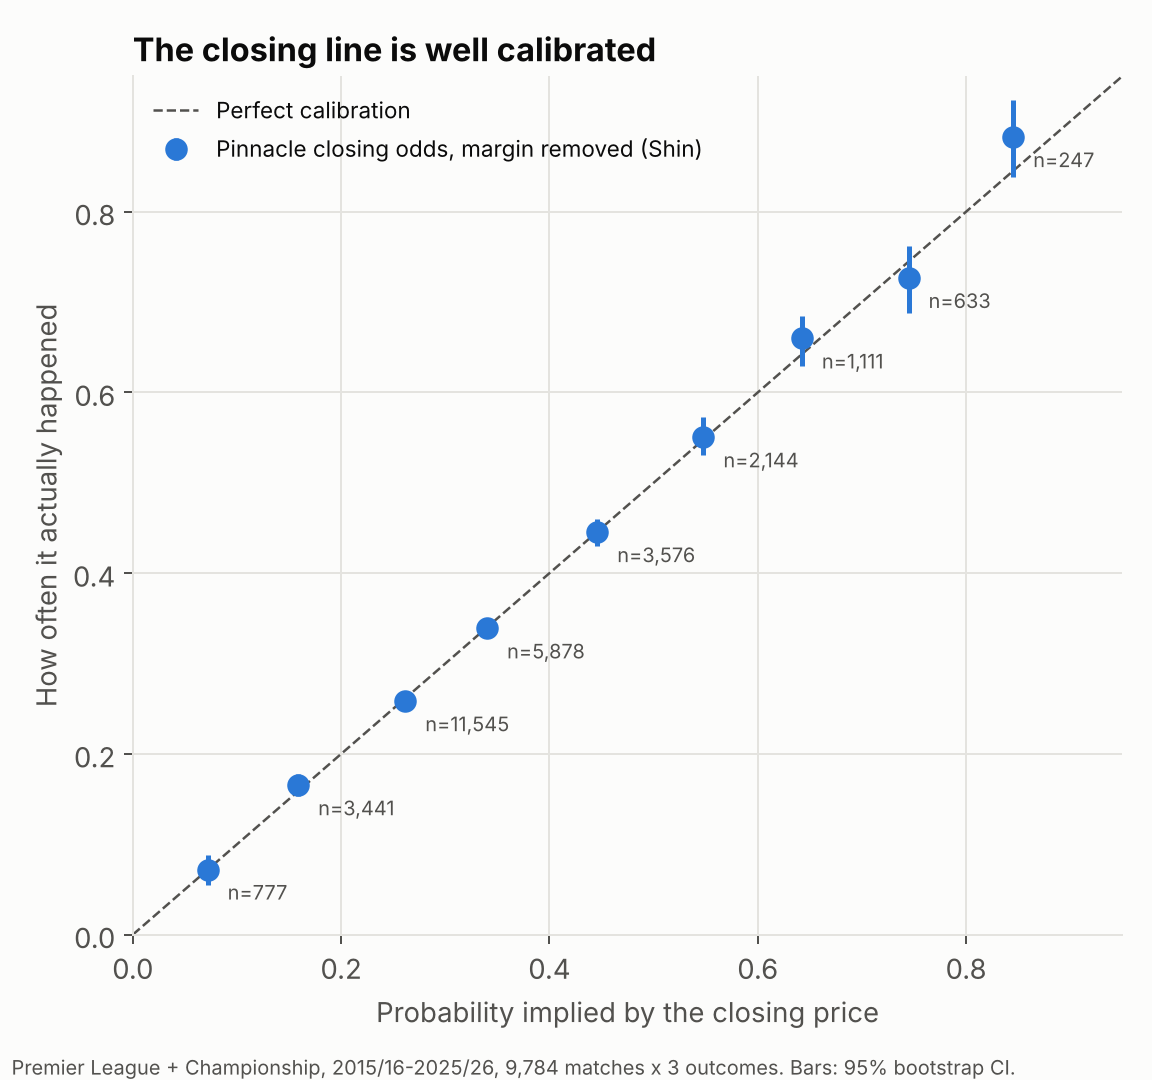 The closing line is well calibrated
Perfect calibration
Pinnacle closing odds, margin removed (Shin)
n=247
0.8
n=633
n=1,111
0.6
n=2,144
n=3,576
0.4
n=5,878
n=11,545
0.2
n=3,441
n=777
0.0
How often it actually happened
0.0 0.2 0.4 0.6 0.8
Probability implied by the closing price
Premier League + Championship, 2015/16-2025/26, 9,784 matches x 3 outcomes. Bars: 95% bootstrap CI.